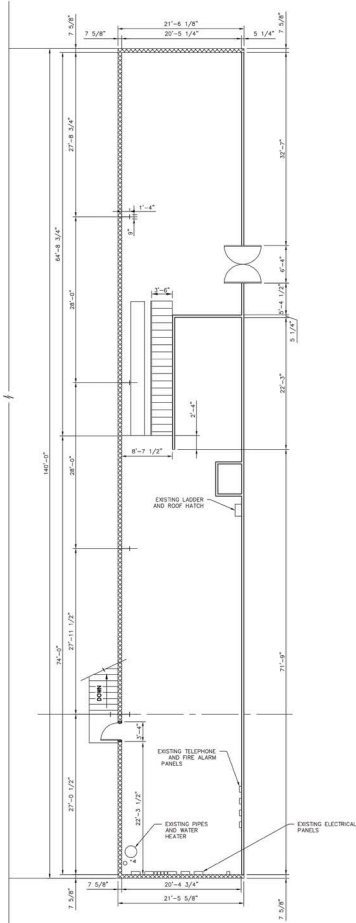 21'-6 1/8"
7 5/8"
20'-5 1/4"
5 1/4"
7 5/8"
7 5/8"
27'-8 3/4"
32'-7"
1'-4"
9"
64'-8 3/4"
6'-4"
28'-0"
3'-6"
5'-4 1/2"
5 1/4"
2'-4"
22'-3"
8'-7 1/2"
140'-0"
28'-0"
EXISTING LADDER
AND ROOF HATCH
27'-11 1/2"
74'-0"
71'-9"
DOWN
3'-4"
EXISTING TELEPHONE
AND FIRE ALARM
PANELS
27'-0 1/2"
22'-3 1/2"
EXISTING PIPES
AND WATER
HEATER
EXISTING ELECTRICAL
PANELS
7 5/8"
7 5/8"
7 5/8"
20'-4 3/4"
21'-5 5/8"